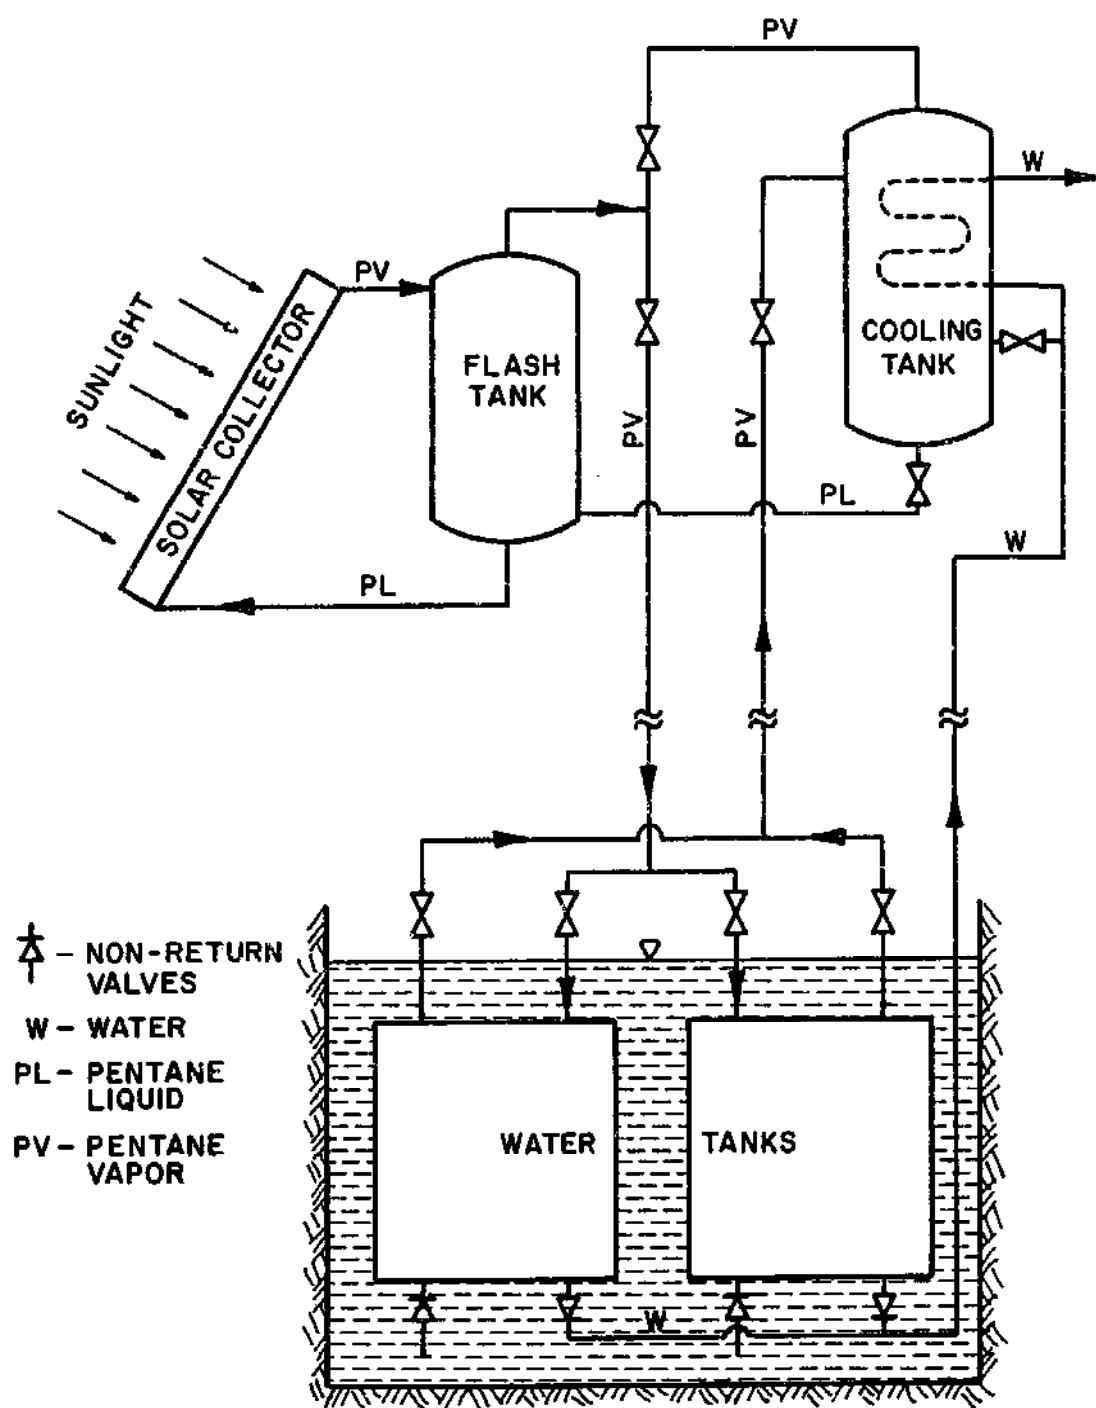 PV
W
PV
SUNLIGHT
SOLAR COLLECTOR
FLASH
TANK
COOLING
TANK
PV
PV
PL
W
PL
– NON-RETURN
VALVES
W – WATER
PL – PENTANE
LIQUID
PV – PENTANE
VAPOR
WATER TANKS
W